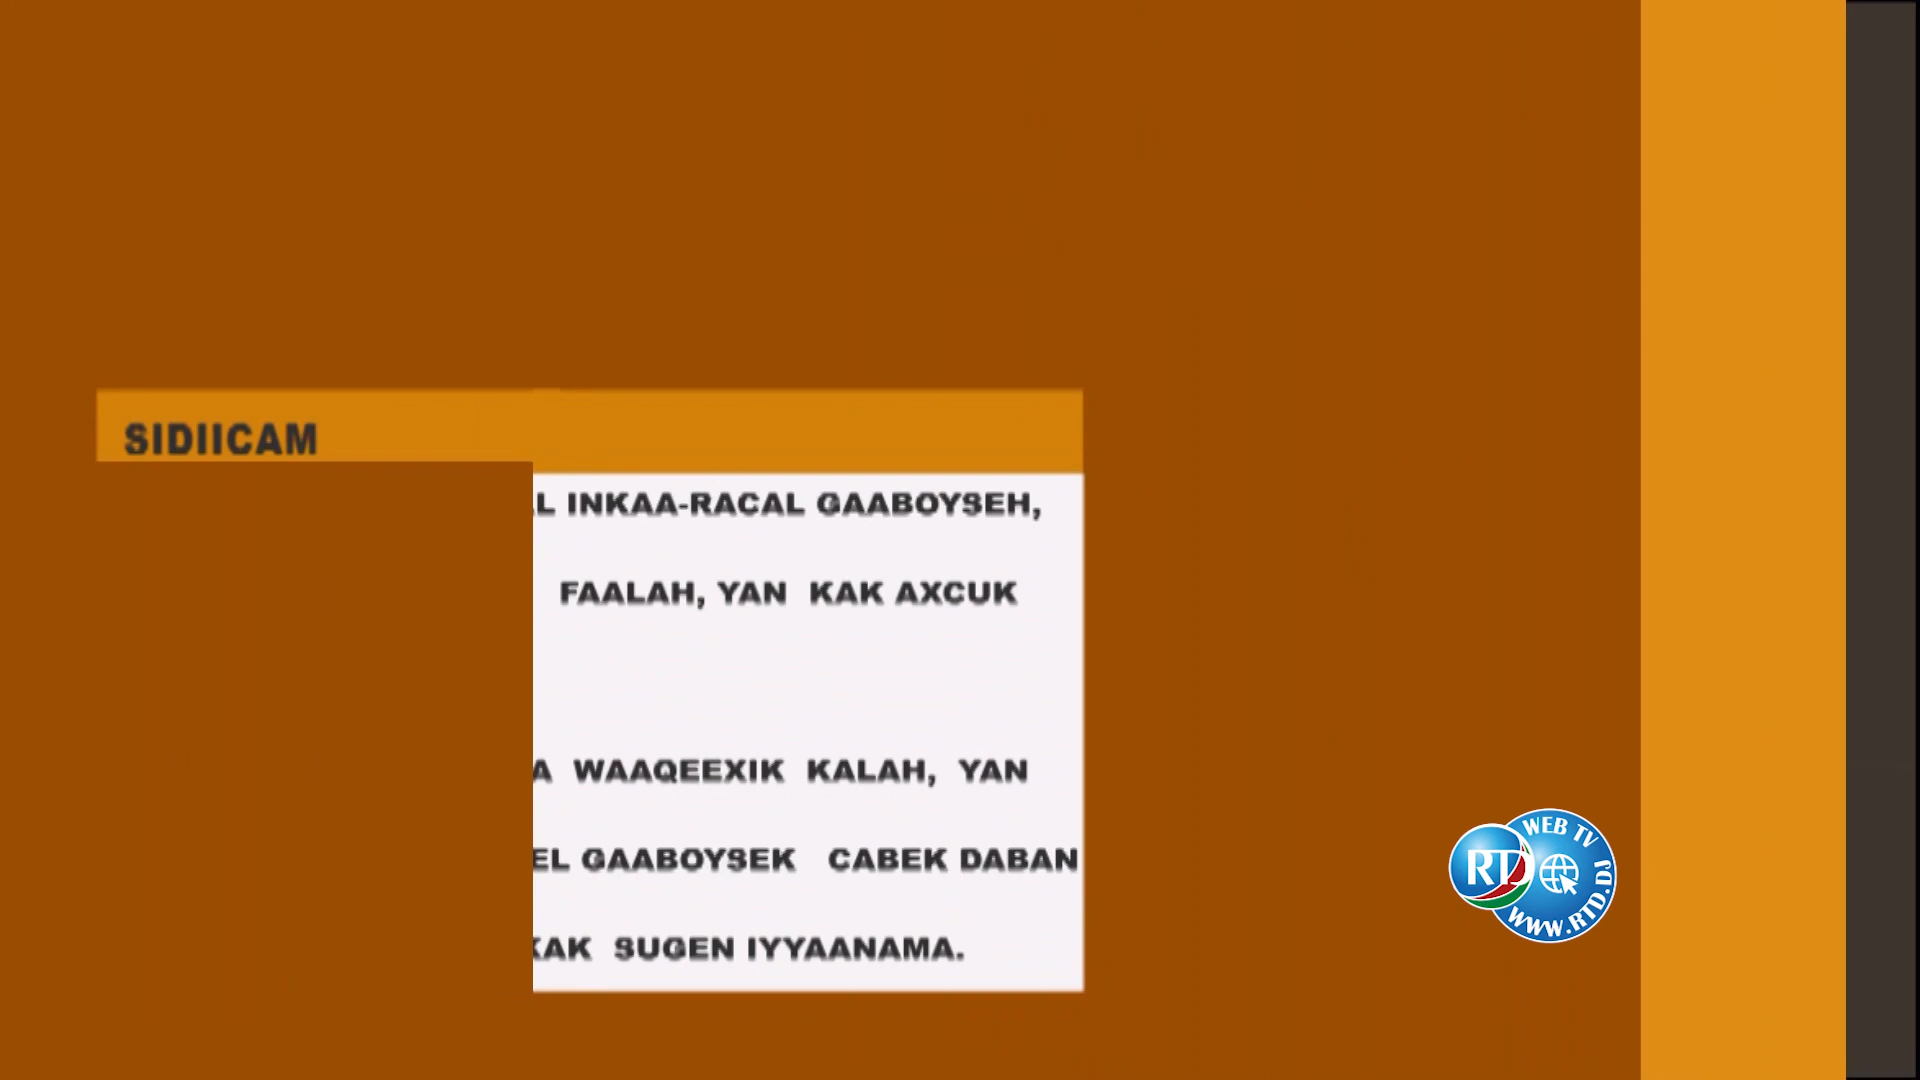 SIDIICAM
INKAA-RACAL GAABOYSEH,
FAALAH, YAN KAK AXCUK
WAAQEEXIK KALAH, YAN
GAABOYSEK CABEK DABAN
SUGEN IYYAANAMA.
RTD
WEB TV
WWW.RTD.DJ